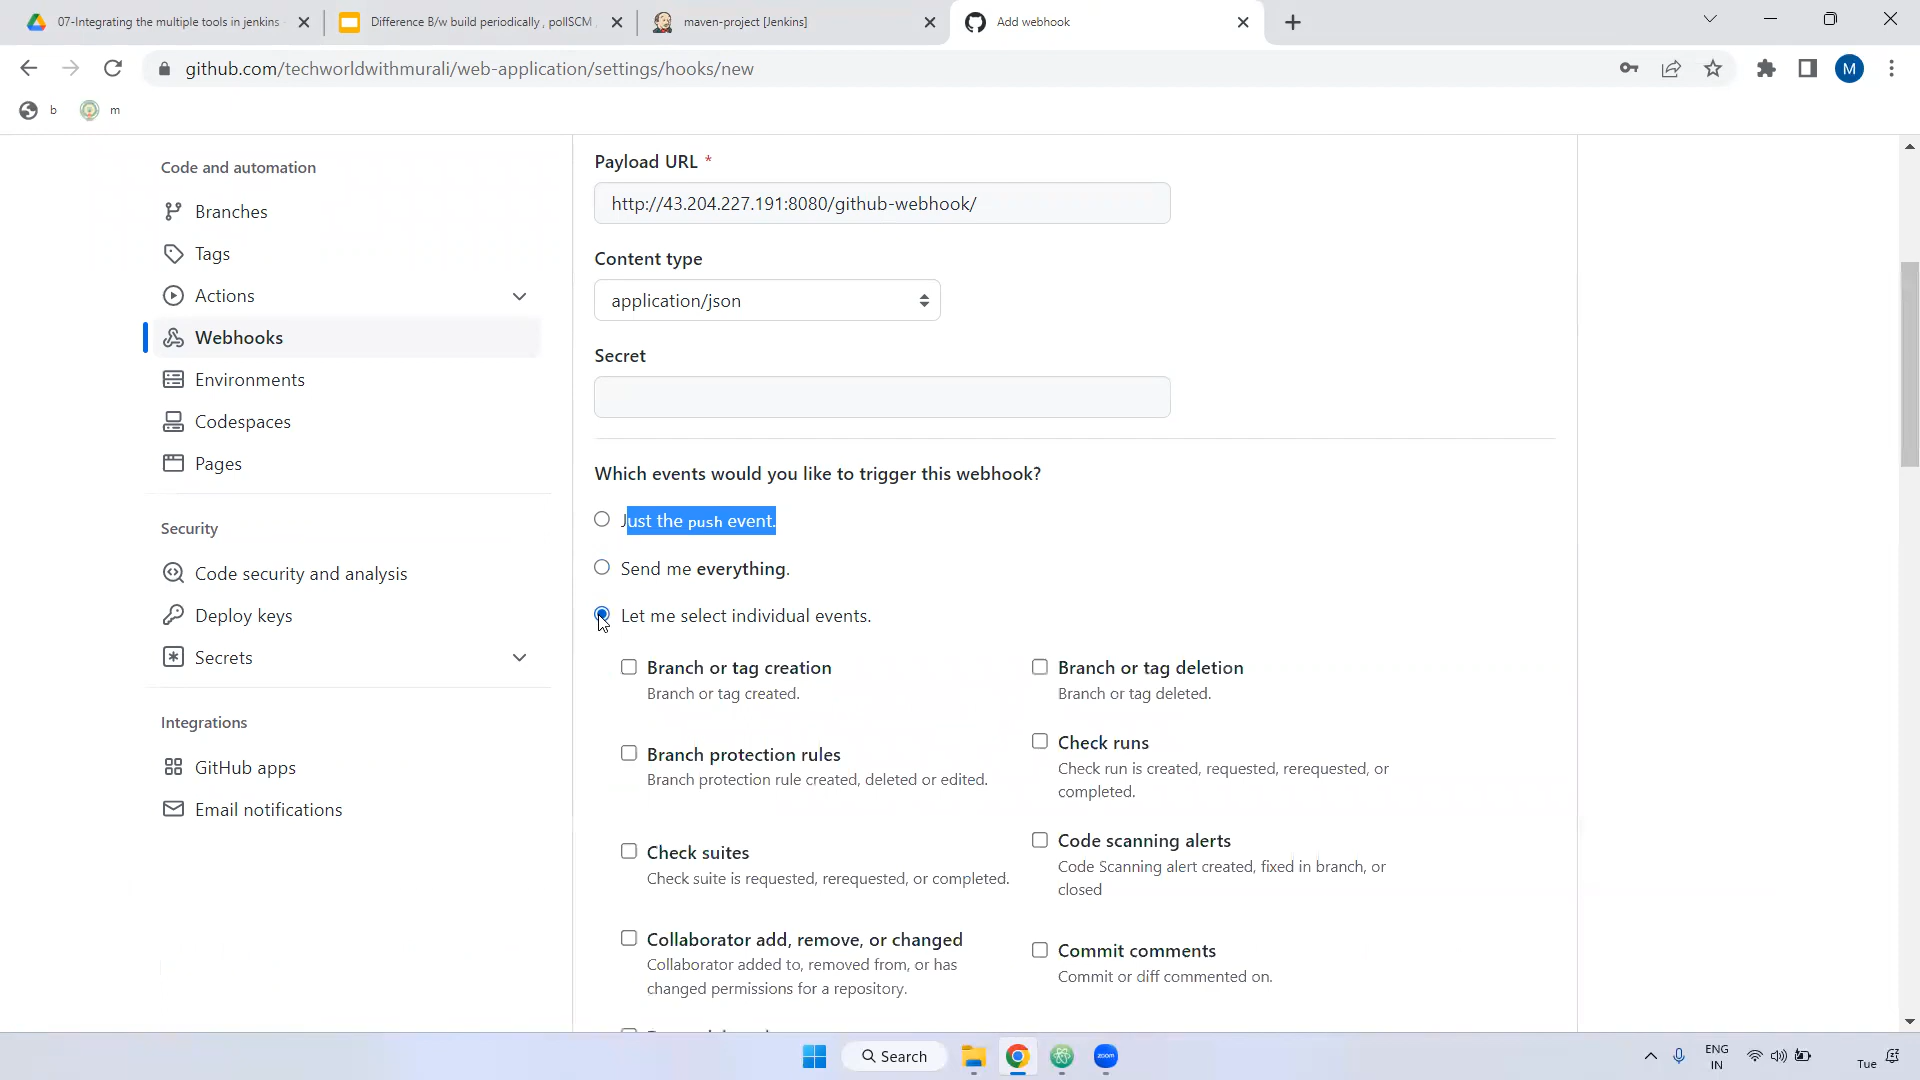 07-Integrating the multiple tools in jenkins
Difference B/w build periodically , pollSCM
maven-project [Jenkins]
Add webhook
github.com/techworldwithmurali/web-application/settings/hooks/new
M
b
m
Code and automation
Branches
Tags
Actions
Webhooks
Environments
Codespaces
Pages
Security
Code security and analysis
Deploy keys
Secrets
Integrations
GitHub apps
Email notifications
Payload URL *
http://43.204.227.191:8080/github-webhook/
Content type
application/json
Secret
Which events would you like to trigger this webhook?
Just the push event.
Send me everything.
Let me select individual events.
Branch or tag creation
Branch or tag created.
Branch or tag deletion
Branch or tag deleted.
Branch protection rules
Branch protection rule created, deleted or edited.
Check runs
Check run is created, requested, rerequested, or
completed.
Check suites
Check suite is requested, rerequested, or completed.
Code scanning alerts
Code Scanning alert created, fixed in branch, or
closed
Collaborator add, remove, or changed
Collaborator added to, removed from, or has
changed permissions for a repository.
Commit comments
Commit or diff commented on.
Search
zoom
ENG
IN
Tue